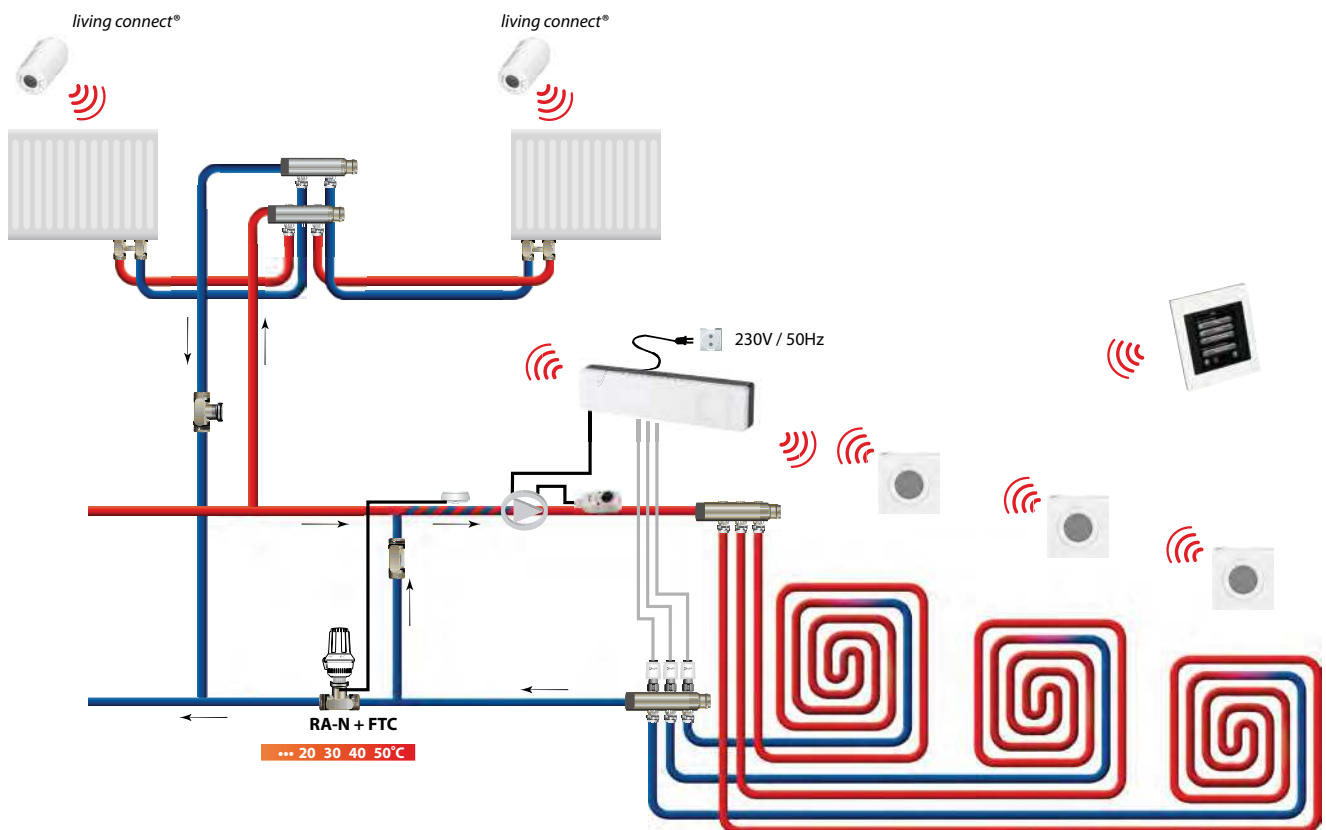 living connect®
living connect®
230V / 50Hz
RA-N + FTC
••• 20 30 40 50°C